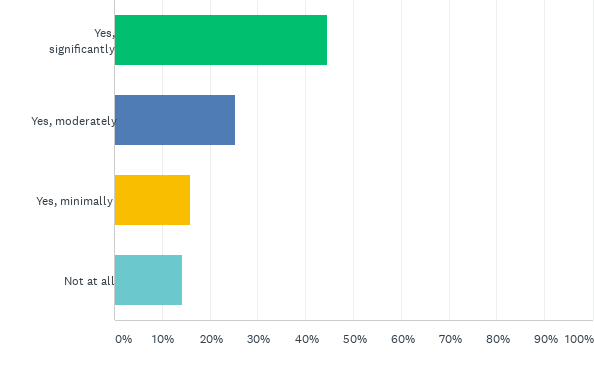 Yes,
significantly
Yes, moderately
Yes, minimally
Not at all
0% 10% 20% 30% 40% 50% 60% 70% 80% 90% 100%